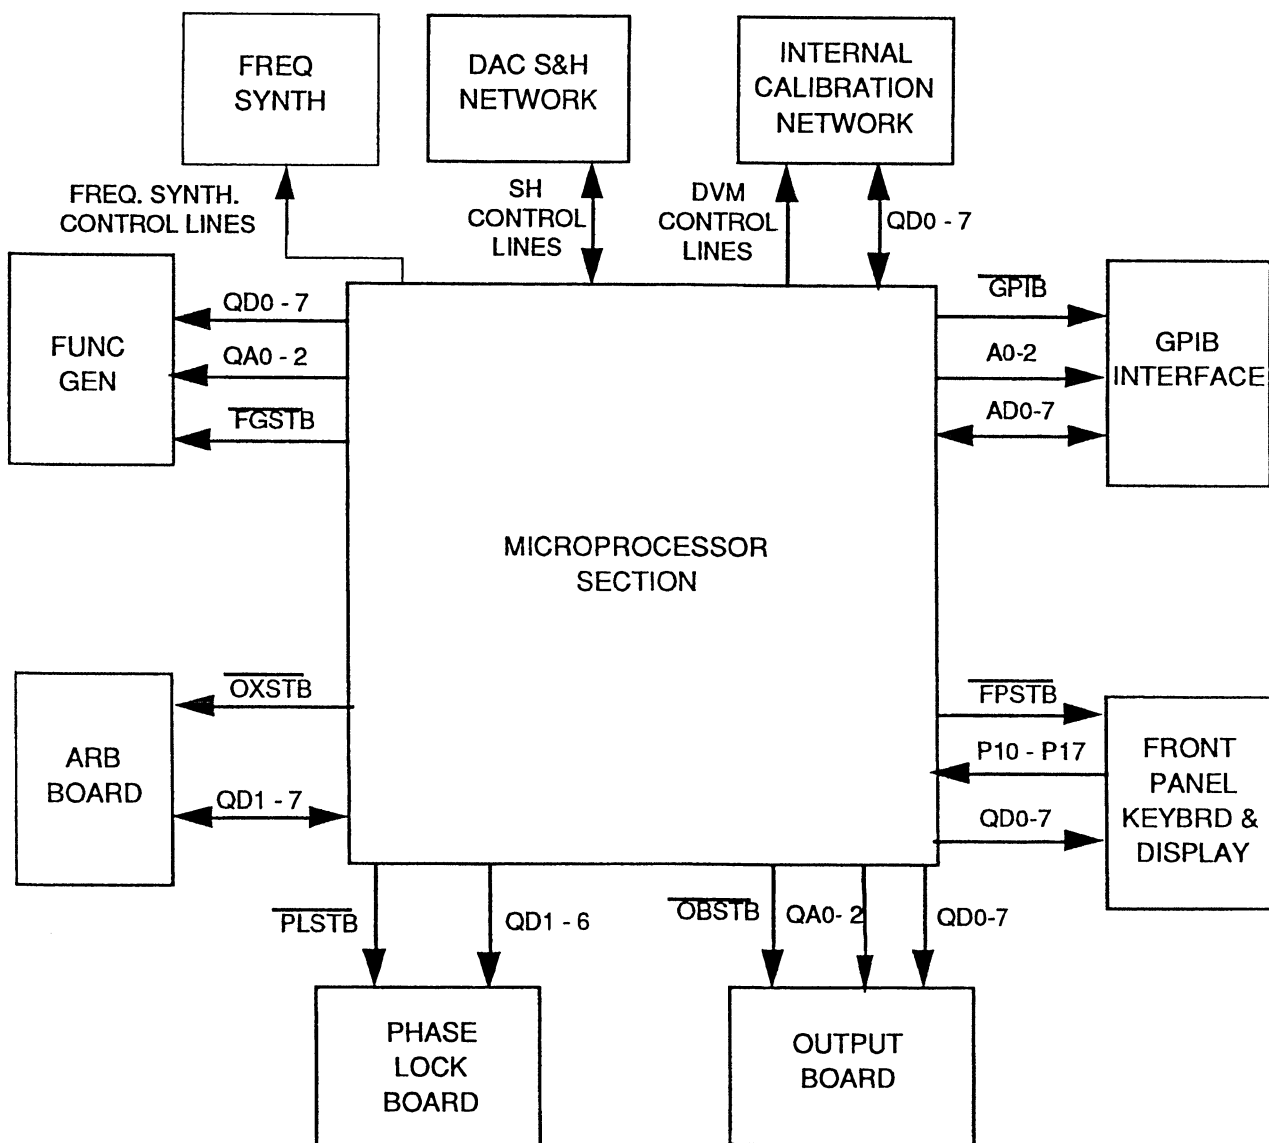 FREQ
SYNTH
DAC S&H
NETWORK
INTERNAL
CALIBRATION
NETWORK
FREQ. SYNTH.
CONTROL LINES
SH
CONTROL
LINES
DVM
CONTROL
LINES
QD0 - 7
FUNC
GEN
QD0 - 7
QA0 - 2
FGSTB
GPIB
A0-2
AD0-7
GPIB
INTERFACE
MICROPROCESSOR
SECTION
ARB
BOARD
OXSTB
QD1 - 7
FPSTB
P10 - P17
QD0-7
FRONT
PANEL
KEYBRD &
DISPLAY
PLSTB
QD1 - 6
OBSTB
QA0- 2
QD0-7
PHASE
LOCK
BOARD
OUTPUT
BOARD